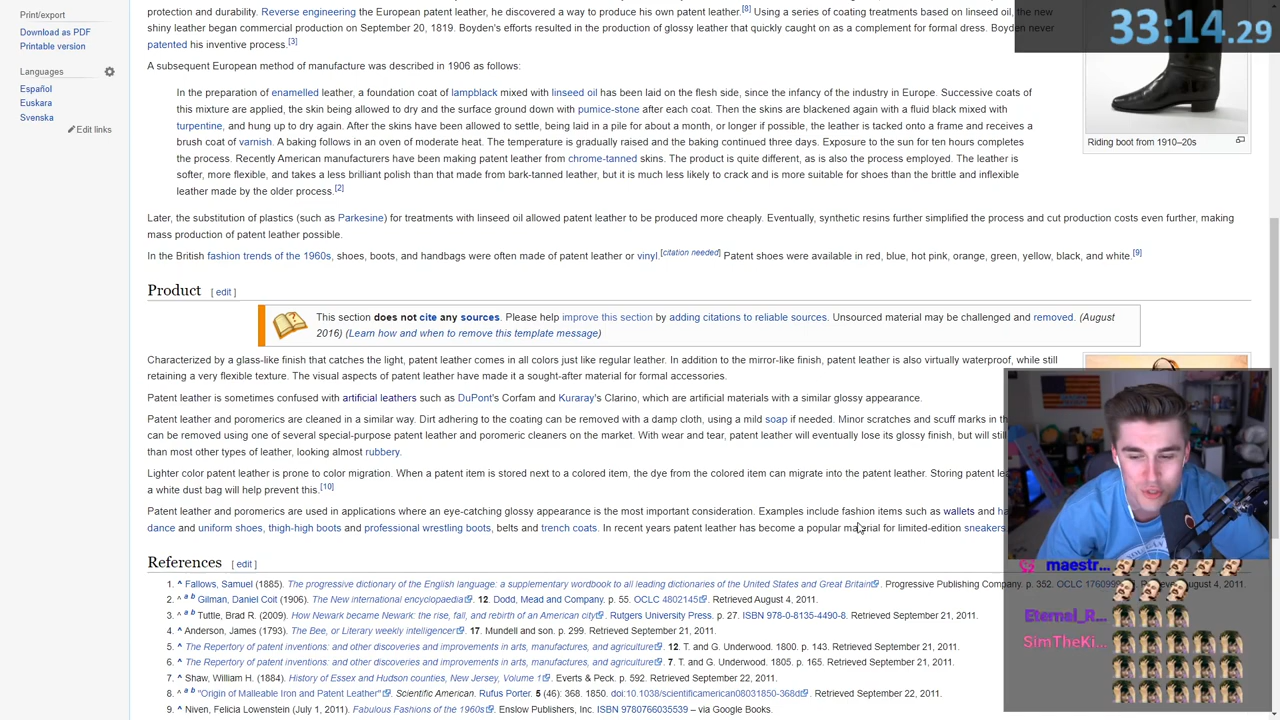 Print/export
Download as PDF
Printable version
Languages
Español
Euskara
Svenska
Edit links
33:14.29
protection and durability. Reverse engineering the European patent leather, he discovered a way to produce his own patent leather.[8] Using a series of coating treatments based on linseed oil, the new
shiny leather began commercial production on September 20, 1819. Boyden's efforts resulted in the production of glossy leather that quickly caught on as a complement for formal dress. Boyden never
patented his inventive process.[3]
A subsequent European method of manufacture was described in 1906 as follows:
In the preparation of enamelled leather, a foundation coat of lampblack mixed with linseed oil has been laid on the flesh side, since the infancy of the industry in Europe. Successive coats of
this mixture are applied, the skin being allowed to dry and the surface ground down with pumice-stone after each coat. Then the skins are blackened again with a fluid black mixed with
turpentine, and hung up to dry again. After the skins have been allowed to settle, being laid in a pile for about a month, or longer if possible, the leather is tacked onto a frame and receives a
brush coat of varnish. A baking follows in an oven of moderate heat. The temperature is gradually raised and the baking continued three days. Exposure to the sun for ten hours completes
the process. Recently American manufacturers have been making patent leather from chrome-tanned skins. The product is quite different, as is also the process employed. The leather is
softer, more flexible, and takes a less brilliant polish than that made from bark-tanned leather, but it is much less likely to crack and is more suitable for shoes than the brittle and inflexible
leather made by the older process.[2]
Riding boot from 1910–20s
Later, the substitution of plastics (such as Parkesine) for treatments with linseed oil allowed patent leather to be produced more cheaply. Eventually, synthetic resins further simplified the process and cut production costs even further, making
mass production of patent leather possible.
In the British fashion trends of the 1960s, shoes, boots, and handbags were often made of patent leather or vinyl.[citation needed] Patent shoes were available in red, blue, hot pink, orange, green, yellow, black, and white.[9]
Product [ edit ]
This section does not cite any sources. Please help improve this section by adding citations to reliable sources. Unsourced material may be challenged and removed. (August
2016) (Learn how and when to remove this template message)
Characterized by a glass-like finish that catches the light, patent leather comes in all colors just like regular leather. In addition to the mirror-like finish, patent leather is also virtually waterproof, while still
retaining a very flexible texture. The visual aspects of patent leather have made it a sought-after material for formal accessories.
Patent leather is sometimes confused with artificial leathers such as DuPont's Corfam and Kuraray's Clarino, which are artificial materials with a similar glossy appearance.
Patent leather and poromerics are cleaned in a similar way. Dirt adhering to the coating can be removed with a damp cloth, using a mild soap if needed. Minor scratches and scuff marks in th
can be removed using one of several special-purpose patent leather and poromeric cleaners on the market. With wear and tear, patent leather will eventually lose its glossy finish, but will still
than most other types of leather, looking almost rubbery.
Lighter color patent leather is prone to color migration. When a patent item is stored next to a colored item, the dye from the colored item can migrate into the patent leather. Storing patent lea
a white dust bag will help prevent this.[10]
Patent leather and poromerics are used in applications where an eye-catching glossy appearance is the most important consideration. Examples include fashion items such as wallets and ha
dance and uniform shoes, thigh-high boots and professional wrestling boots, belts and trench coats. In recent years patent leather has become a popular material for limited-edition sneakers.
References [ edit ]
1. ^ Fallows, Samuel (1885). The progressive dictionary of the English language: a supplementary wordbook to all leading dictionaries of the United States and Great Britain. Progressive Publishing Company. p. 352. OCLC 1760999 August 4, 2011.
2. ^ a b Gilman, Daniel Coit (1906). The New international encyclopaedia. 12. Dodd, Mead and Company. p. 55. OCLC 4802145. Retrieved August 4, 2011.
3. ^ Tuttle, Brad R. (2009). How Newark became Newark: the rise, fall, and rebirth of an American city. Rutgers University Press. p. 27. ISBN 978-0-8135-4490-8. Retrieved September 21, 2011.
4. ^ Anderson, James (1793). The Bee, or Literary weekly intelligencer. 17. Mundell and son. p. 299. Retrieved September 21, 2011.
5. ^ The Repertory of patent inventions: and other discoveries and improvements in arts, manufactures, and agriculture. 12. T. and G. Underwood. 1800. p. 143. Retrieved September 21, 2011.
6. ^ The Repertory of patent inventions: and other discoveries and improvements in arts, manufactures, and agriculture. 7. T. and G. Underwood. 1805. p. 165. Retrieved September 22, 2011.
7. ^ Shaw, William H. (1884). History of Essex and Hudson counties, New Jersey, Volume 1. Everts & Peck. p. 592. Retrieved September 22, 2011.
8. ^ a b "Origin of Malleable Iron and Patent Leather". Scientific American. Rufus Porter. 5 (46): 368. 1850. doi:10.1038/scientificamerican08031850-368d. Retrieved September 22, 2011.
9. ^ Niven, Felicia Lowenstein (July 1, 2011). Fabulous Fashions of the 1960s. Enslow Publishers, Inc. ISBN 9780766035539 – via Google Books.
maestr...
Eternal_R...
SimTheKi...